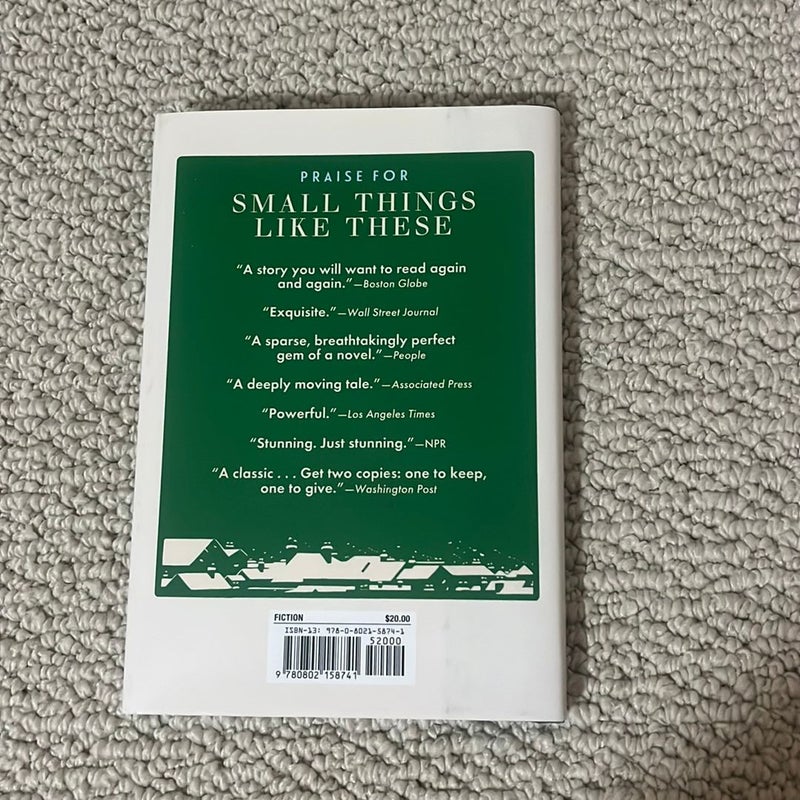 PRAISE FOR
SMALL THINGS
LIKE THESE
“A story you will want to read again
and again.”—Boston Globe
“Exquisite.”—Wall Street Journal
“A sparse, breathtakingly perfect
gem of a novel.”—People
“A deeply moving tale.”—Associated Press
“Powerful.”—Los Angeles Times
“Stunning. Just stunning.”—NPR
“A classic . . . Get two copies: one to keep,
one to give.”—Washington Post
FICTION $20.00
ISBN-13: 978-0-8021-5874-1
52000
9 780802 158741